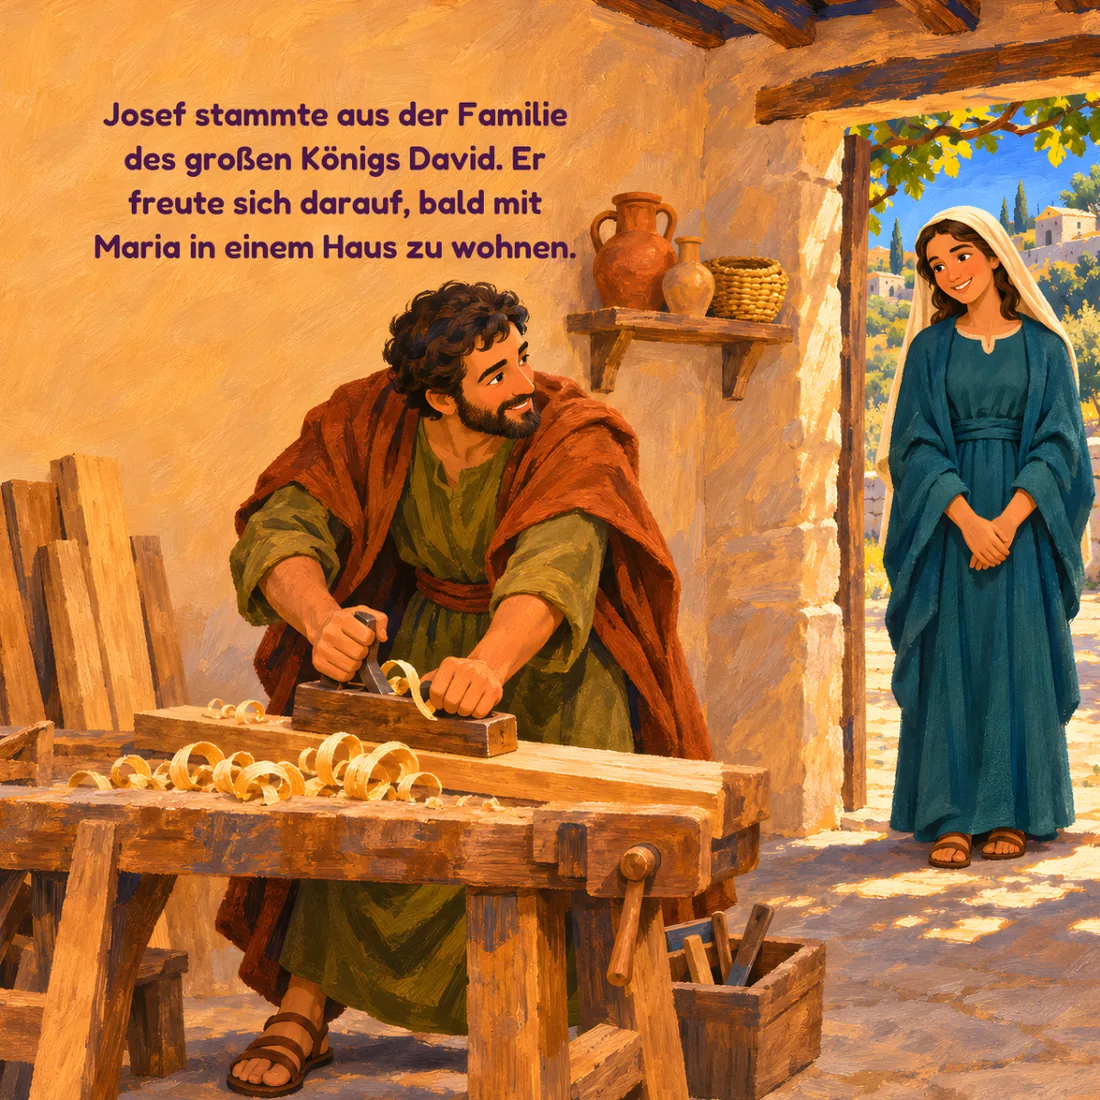 Josef stammte aus der Familie
des großen Königs David. Er
freute sich darauf, bald mit
Maria in einem Haus zu wohnen.